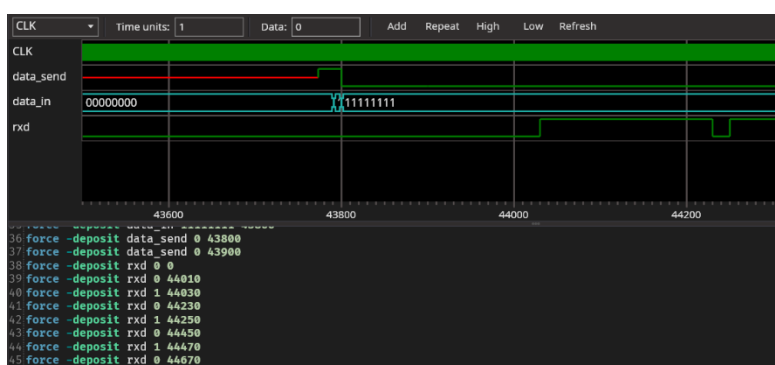 CLK Time units: 1 Data: 0 Add Repeat High Low Refresh
CLK
data_send
data_in 00000000 11111111
rxd
43600 43800 44000 44200
36 force -deposit data_send 0 43800
37 force -deposit data_send 0 43900
38 force -deposit rxd 0 0
39 force -deposit rxd 0 44010
40 force -deposit rxd 1 44030
41 force -deposit rxd 0 44230
42 force -deposit rxd 1 44250
43 force -deposit rxd 0 44450
44 force -deposit rxd 1 44470
45 force -deposit rxd 0 44670